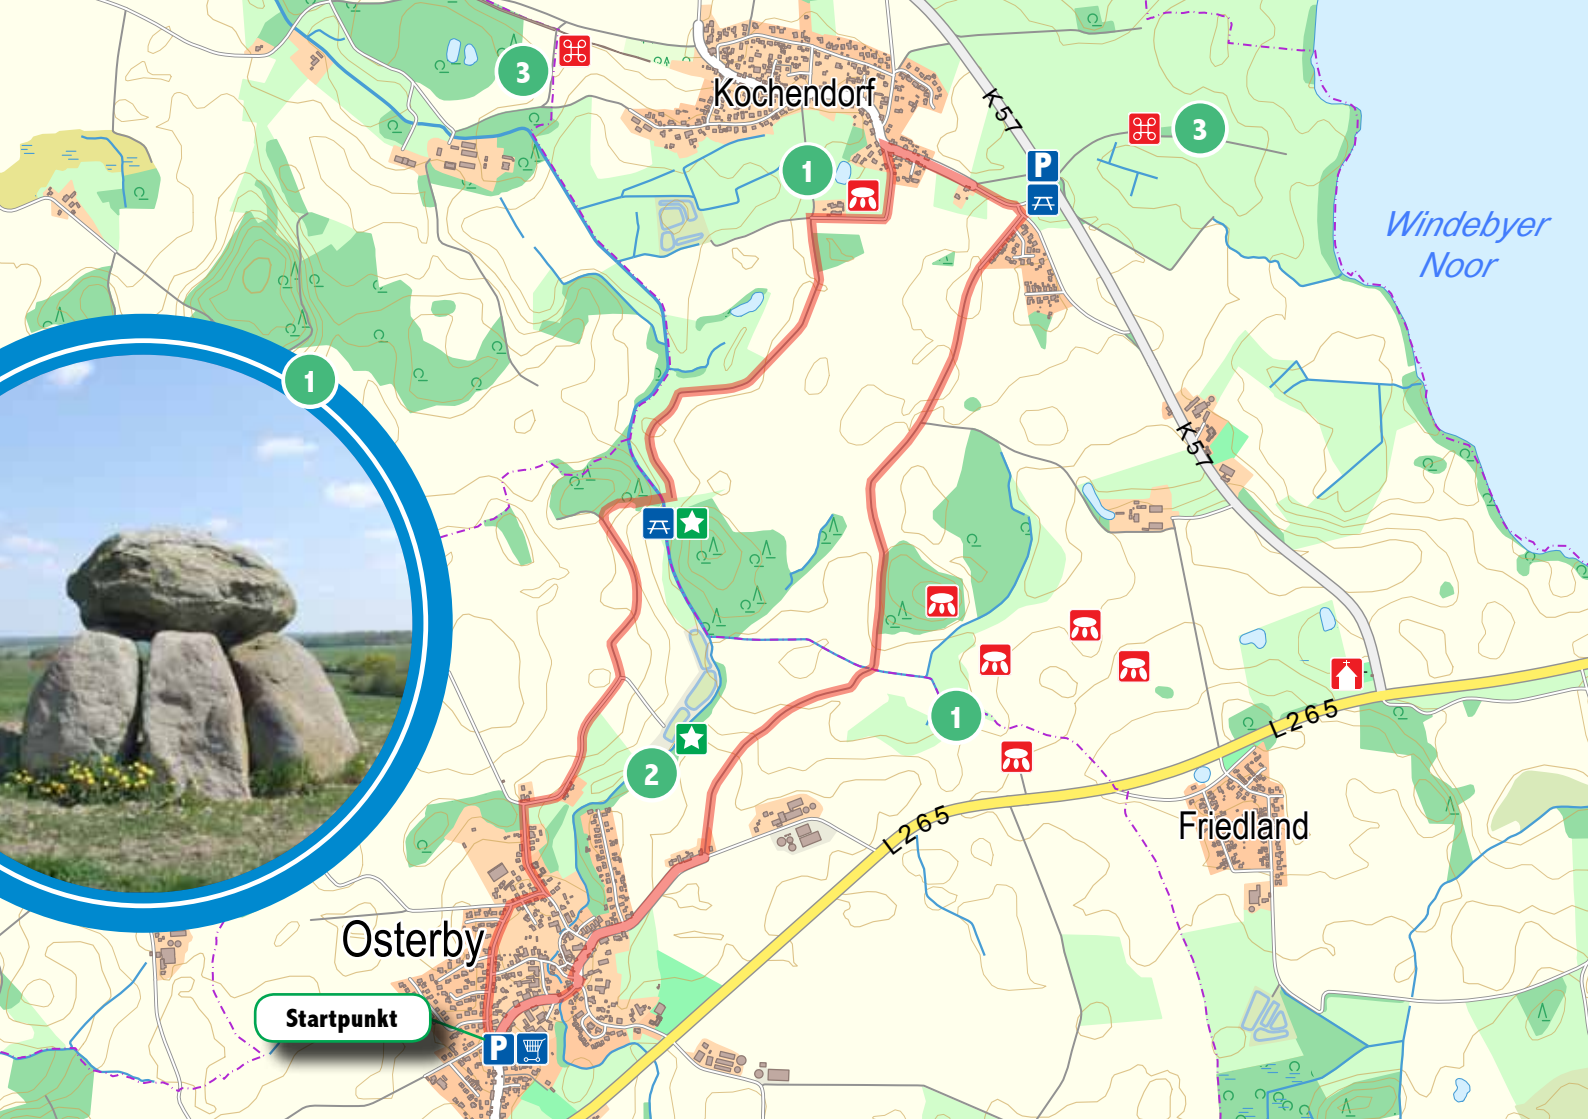 3
Kochendorf
K57
3
P
1
Windebyer
Noor
1
K57
1
L265
2
L265
Friedland
Osterby
Startpunkt
P